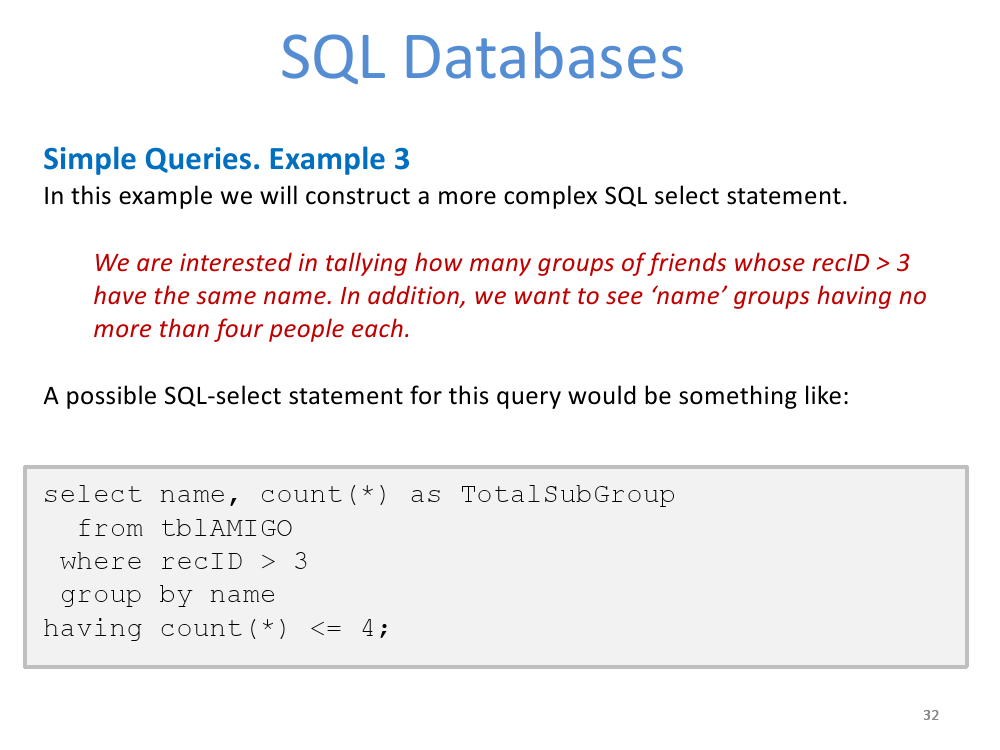 SQL Databases
Simple Queries. Example 3
In this example we will construct a more complex SQL select statement.
We are interested in tallying how many groups of friends whose recID > 3
have the same name. In addition, we want to see ‘name’ groups having no
more than four people each.
A possible SQL-select statement for this query would be something like:
select name, count(*) as TotalSubGroup
from tblAMIGO
where recID > 3
group by name
having count(*) <= 4;
32